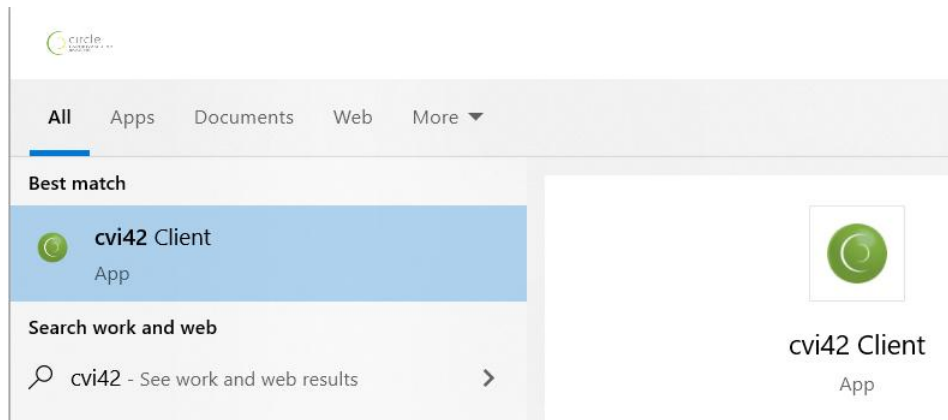 circle
All Apps Documents Web More
Best match
cvi42 Client
App
Search work and web
cvi42 - See work and web results
cvi42 Client
App